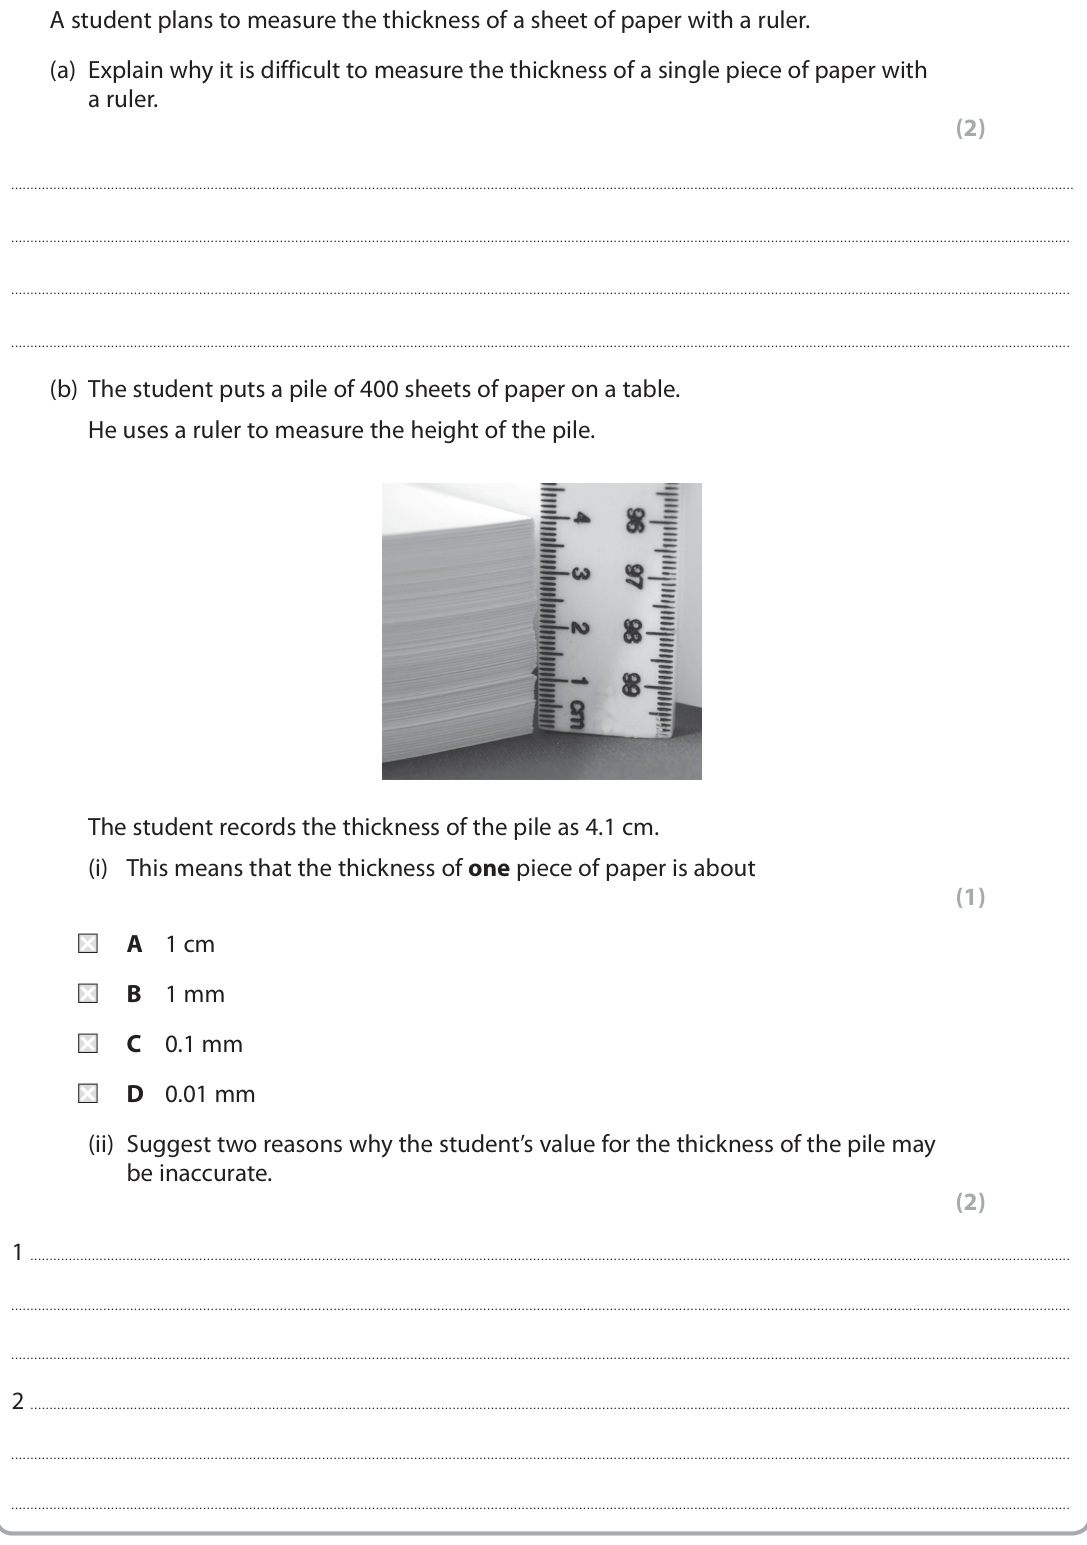 A student plans to measure the thickness of a sheet of paper with a ruler.
(a) Explain why it is difficult to measure the thickness of a single piece of paper with
a ruler.
(2)
(b) The student puts a pile of 400 sheets of paper on a table.
He uses a ruler to measure the height of the pile.
4 96
3 97
2 98
1 99
cm
The student records the thickness of the pile as 4.1 cm.
(i) This means that the thickness of one piece of paper is about
(1)
A 1 cm
B 1 mm
C 0.1 mm
D 0.01 mm
(ii) Suggest two reasons why the student’s value for the thickness of the pile may
be inaccurate.
(2)
1
2